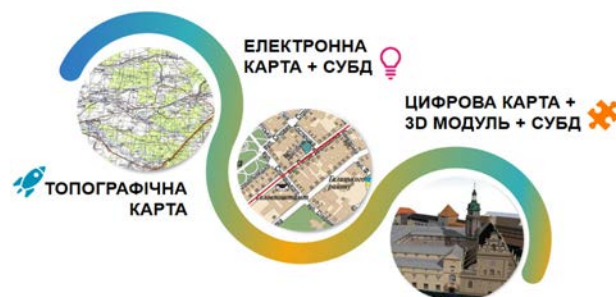 ЕЛЕКТРОННА
КАРТА + СУБД
ЦИФРОВА КАРТА +
3D МОДУЛЬ + СУБД
ТОПОГРАФІЧНА
КАРТА